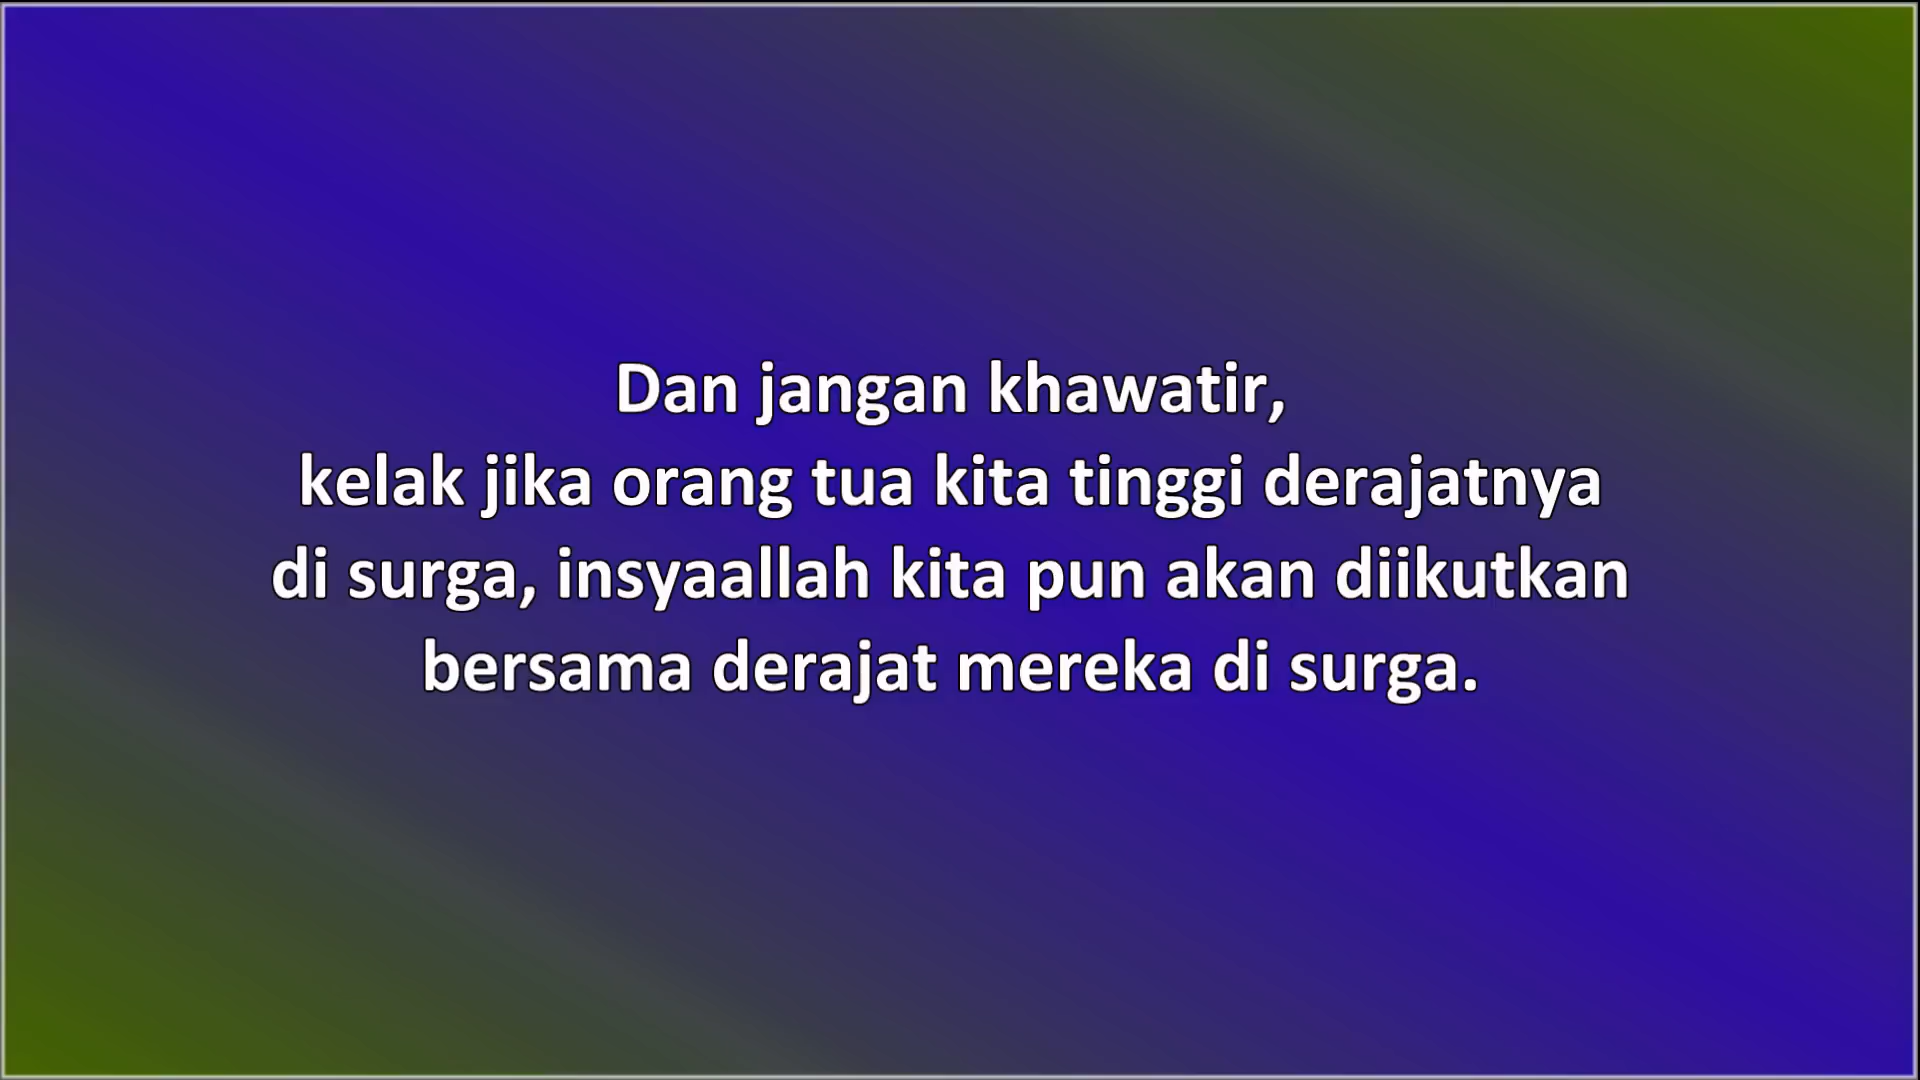 Dan jangan khawatir,
kelak jika orang tua kita tinggi derajatnya
di surga, insyaallah kita pun akan diikutkan
bersama derajat mereka di surga.